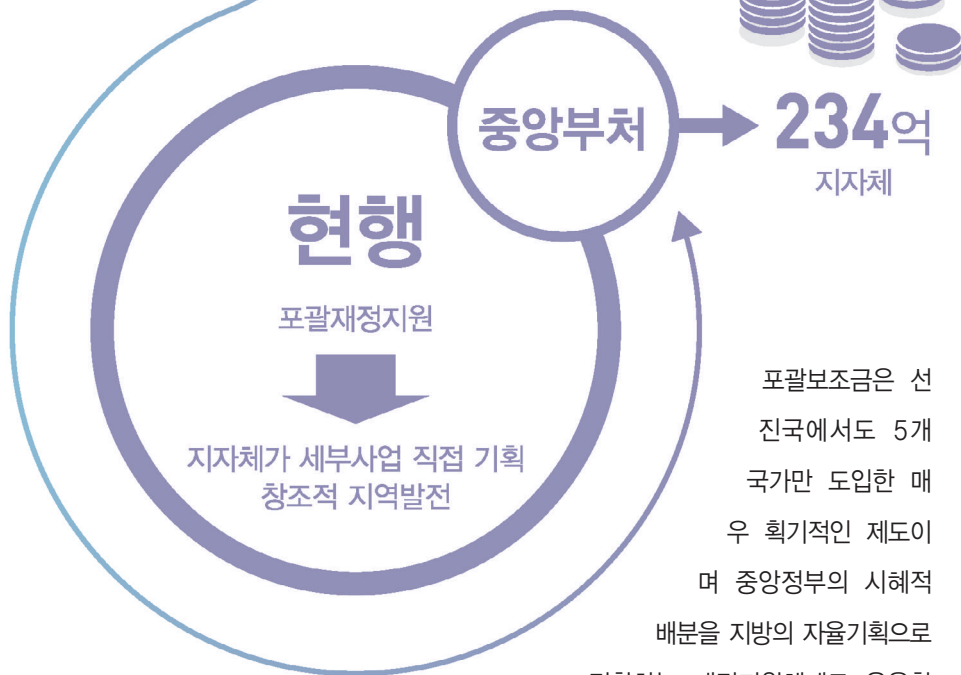 중앙부처
234억
지자체
현행
포괄재정지원
지자체가 세부사업 직접 기획
창조적 지역발전
포괄보조금은 선
진국에서도 5개
국가만 도입한 매
우 획기적인 제도이
며 중앙정부의 시혜적
배분을 지방의 자율기획으로